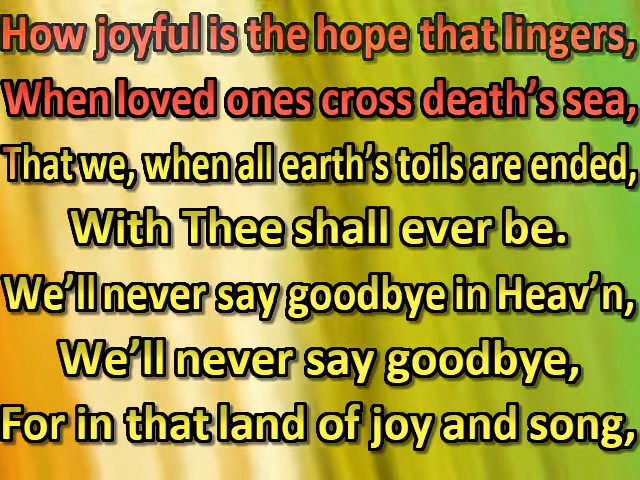 How joyful is the hope that lingers,
When loved ones cross death’s sea,
That we, when all earth’s toils are ended,
With Thee shall ever be.
We’ll never say goodbye in Heav’n,
We’ll never say goodbye,
For in that land of joy and song,